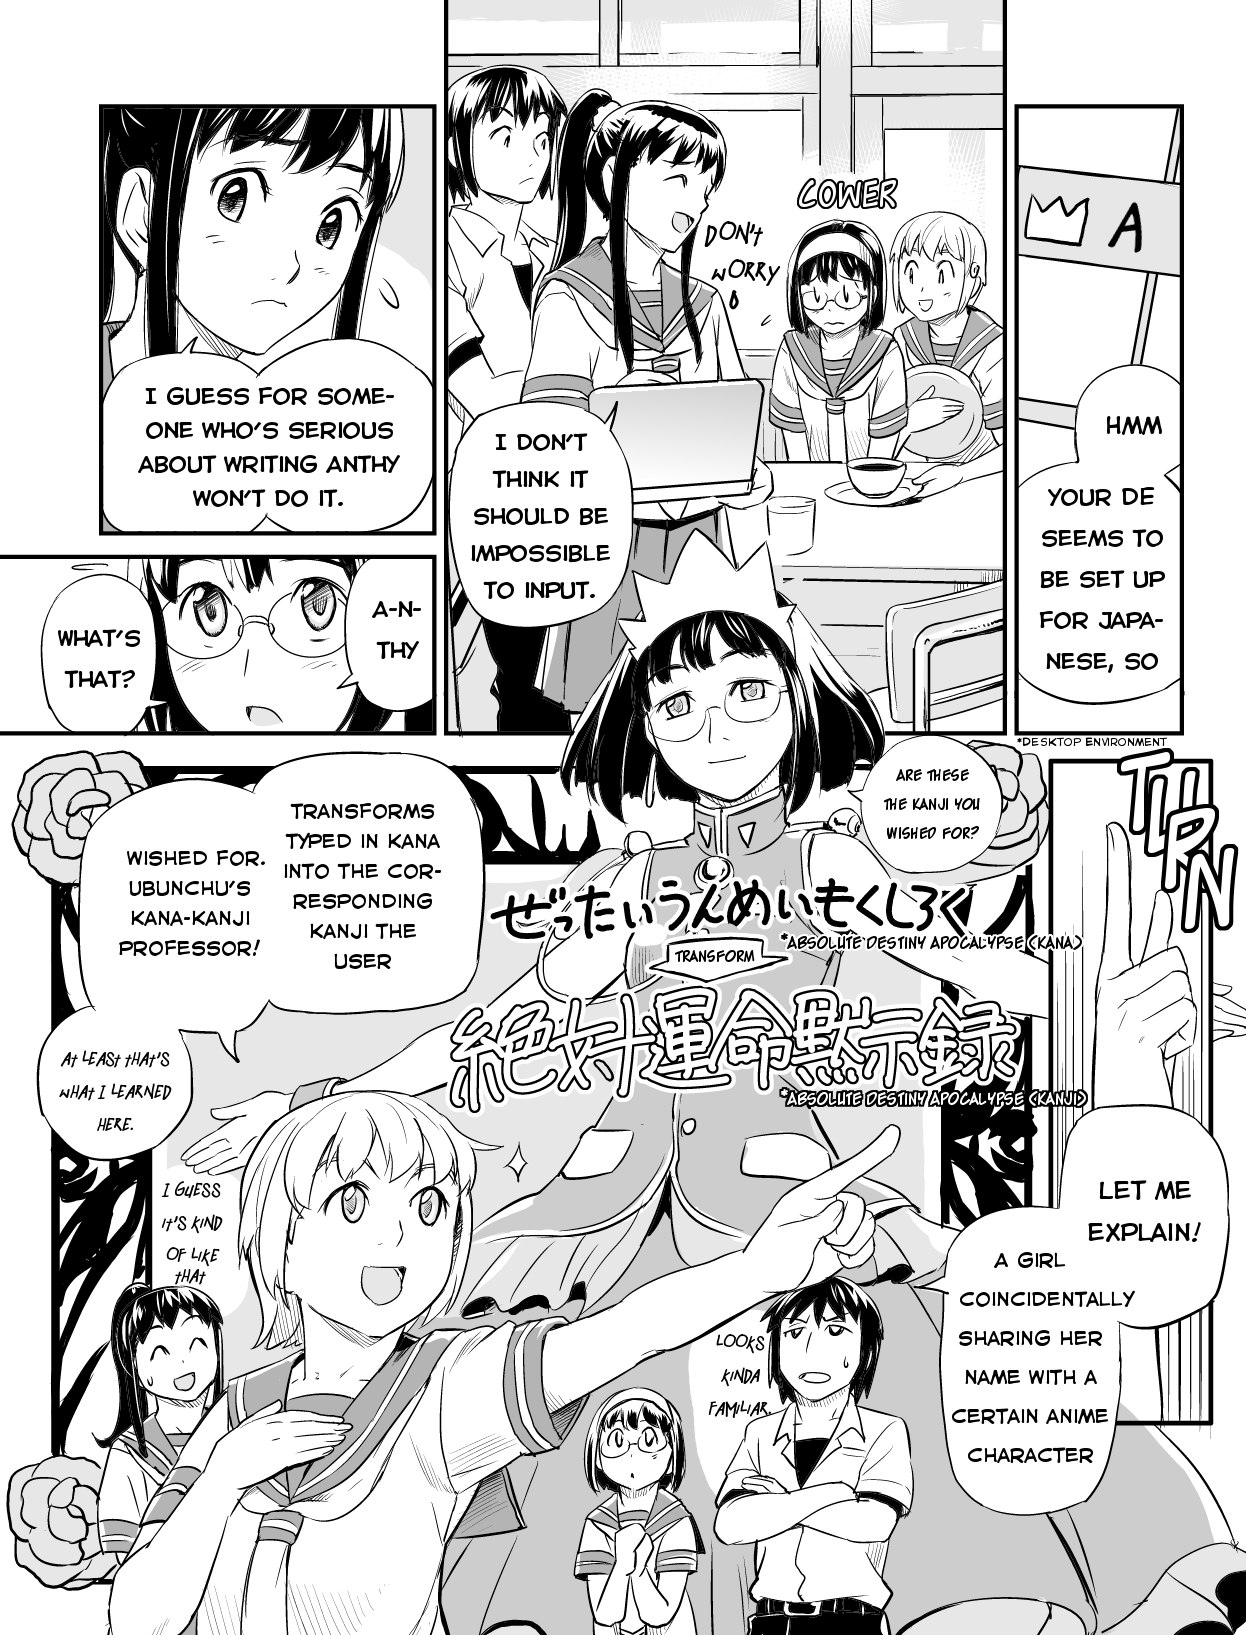 A
HMM
YOUR DE
SEEMS TO
BE SET UP
FOR JAPA-
NESE, SO
*DESKTOP ENVIRONMENT
COWER
DON'T
WORRY
I DON'T
THINK IT
SHOULD BE
IMPOSSIBLE
TO INPUT.
I GUESS FOR SOME-
ONE WHO'S SERIOUS
ABOUT WRITING ANTHY
WON'T DO IT.
A-N-
THY
WHAT'S
THAT?
TURN
LET ME
EXPLAIN!
A GIRL
COINCIDENTALLY
SHARING HER
NAME WITH A
CERTAIN ANIME
CHARACTER
ARE THESE
THE KANJI YOU
WISHED FOR?
ぜったいうんめいもくしろく
*ABSOLUTE DESTINY APOCALYPSE (KANA)
TRANSFORM
絶対運命黙示録
*ABSOLUTE DESTINY APOCALYPSE (KANJI)
TRANSFORMS
TYPED IN KANA
INTO THE COR-
RESPONDING
KANJI THE
USER
WISHED FOR.
UBUNCHU'S
KANA-KANJI
PROFESSOR!
AT LEAST THAT'S
WHAT I LEARNED
HERE.
LOOKS
KINDA
FAMILIAR.
I GUESS
IT'S KIND
OF LIKE
THAT